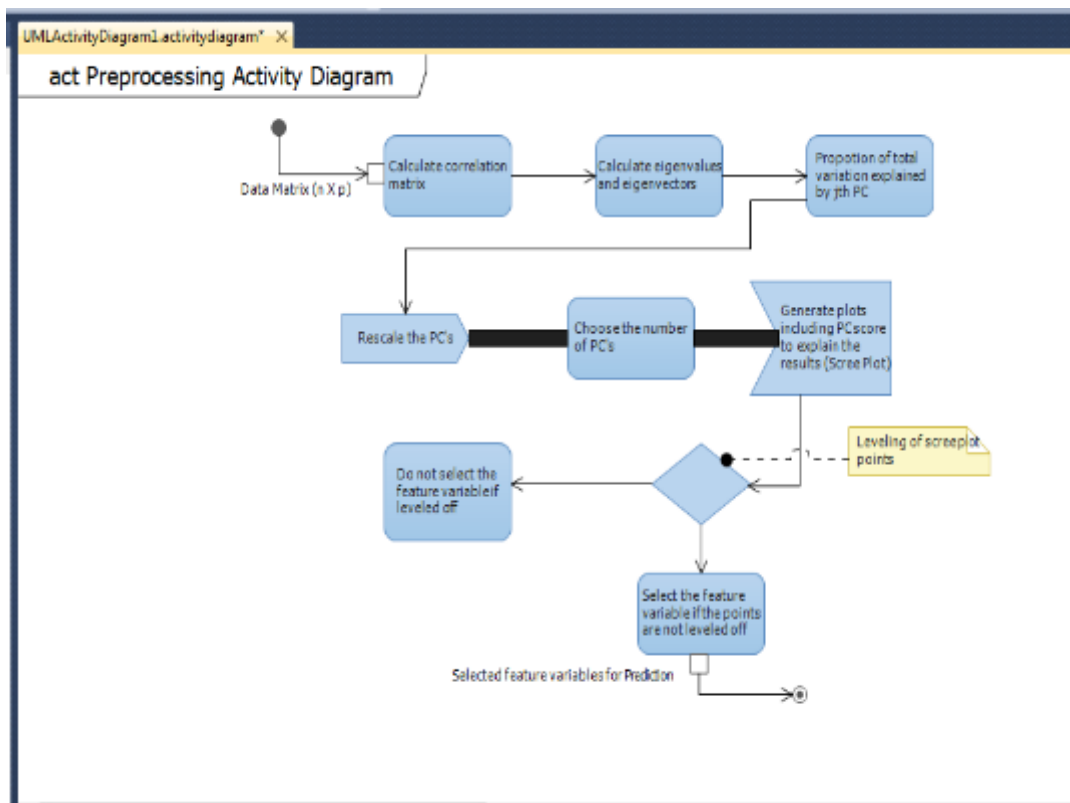 UMLActivityDiagram1.activitydiagram* X
act Preprocessing Activity Diagram
Data Matrix (n X p)
Calculate correlation
matrix
Calculate eigenvalues
and eigenvectors
Propotion of total
variation explained
by jth PC
Rescale the PC's
Choose the number
of PC's
Generate plots
including PCscore
to explain the
results (Scree Plot)
Leveling of screeplot
points
Do not select the
feature variable if
leveled off
Select the feature
variable if the points
are not leveled off
Selected feature variables for Prediction